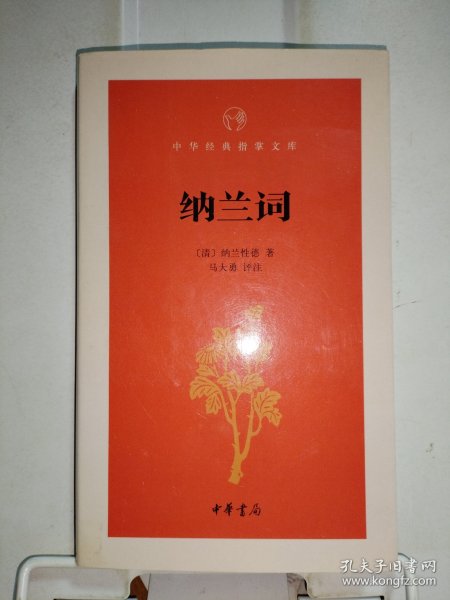 中华经典指掌文库
纳兰词
〔清〕纳兰性德 著
马大勇 评注
中華書局
孔夫子旧书网
www.kongfz.com